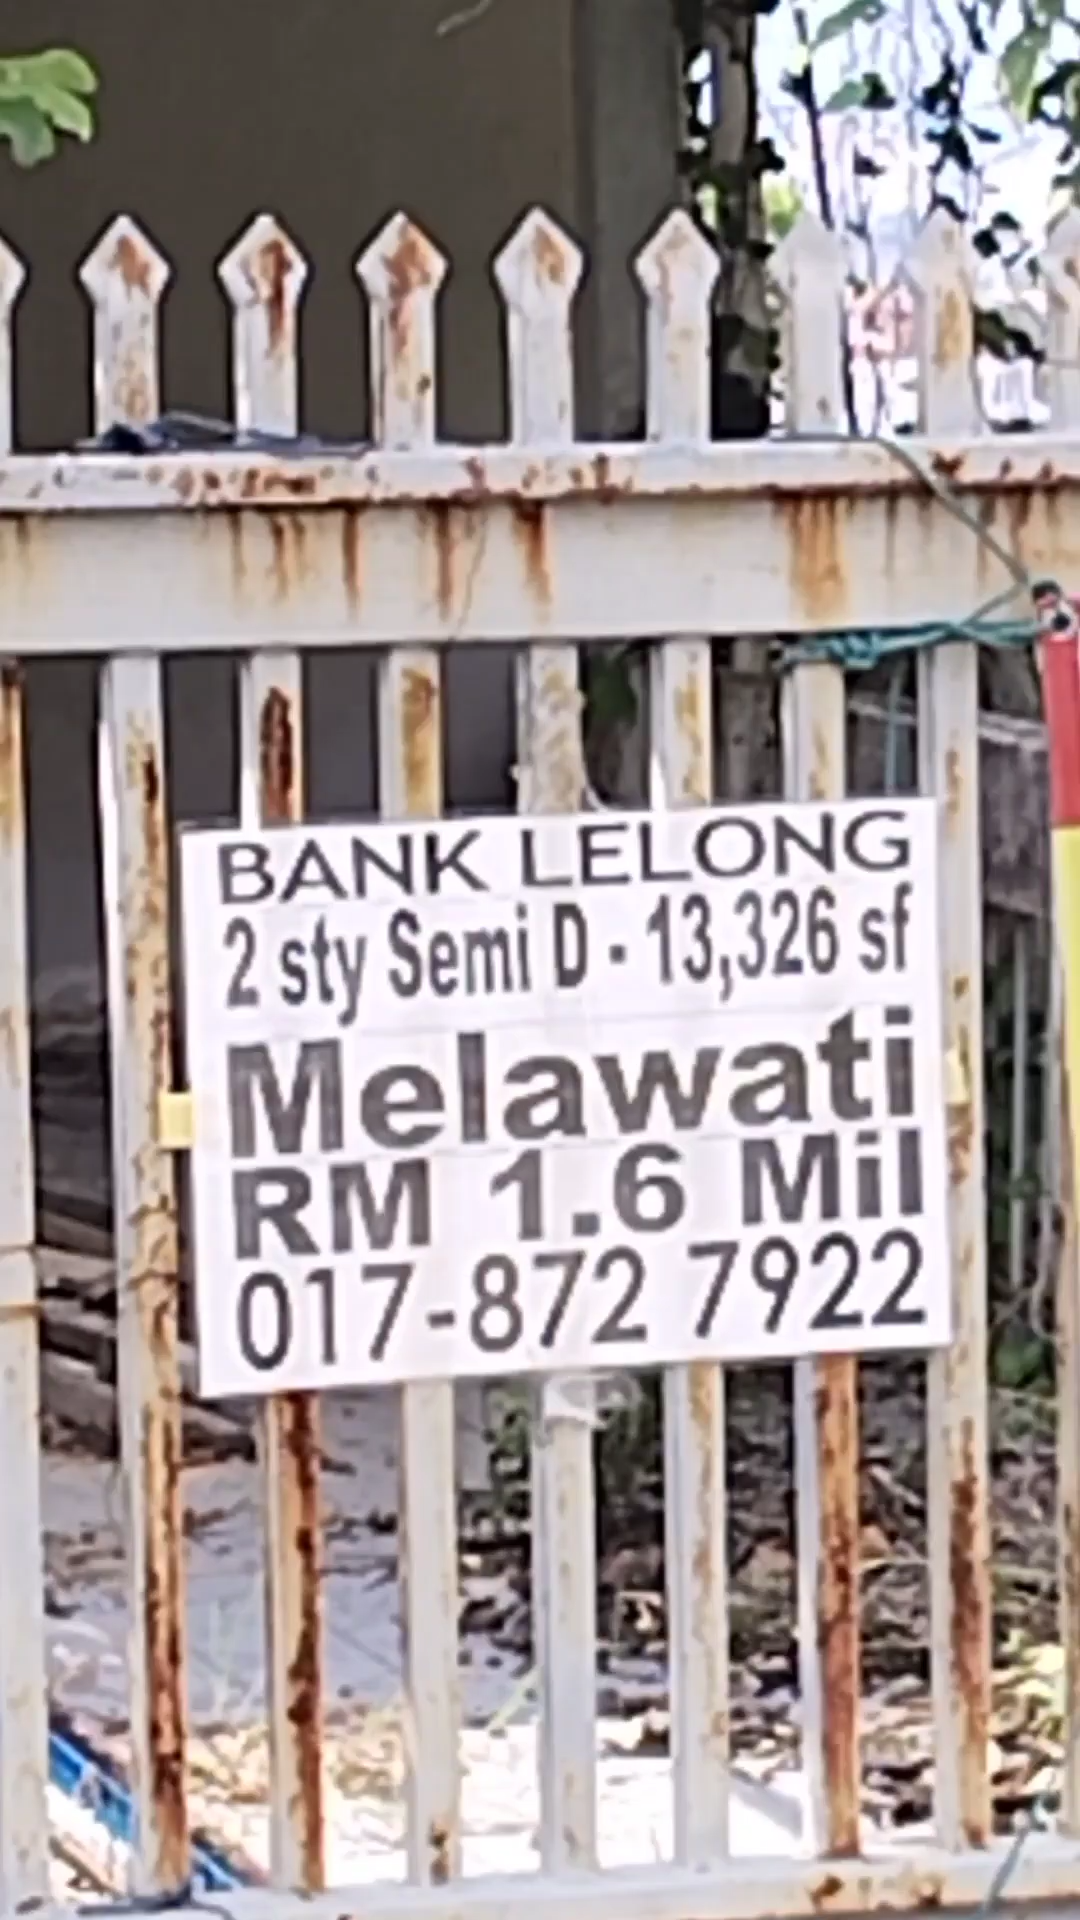 BANK LELONG
2 sty Semi D - 13,326 sf
Melawati
RM 1.6 Mil
017-872 7922